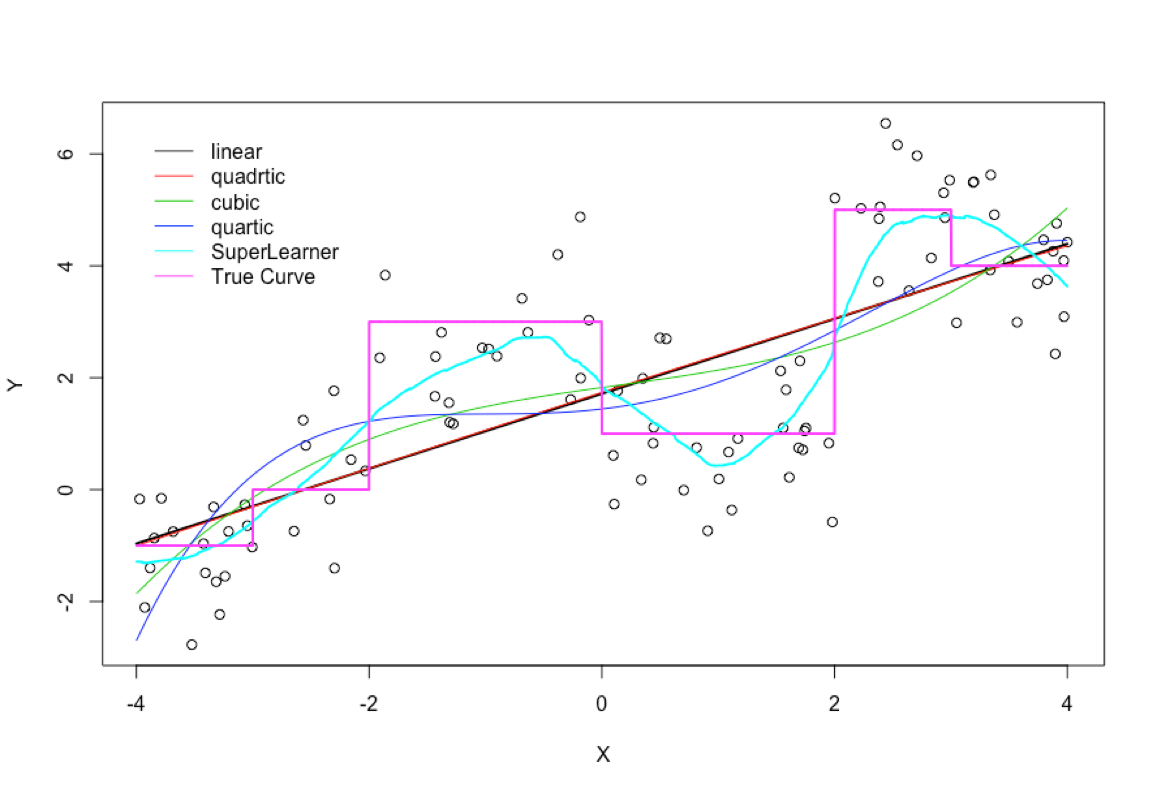 linear
quadrtic
cubic
quartic
SuperLearner
True Curve
6
4
2
0
-2
Y
-4 -2 0 2 4
X